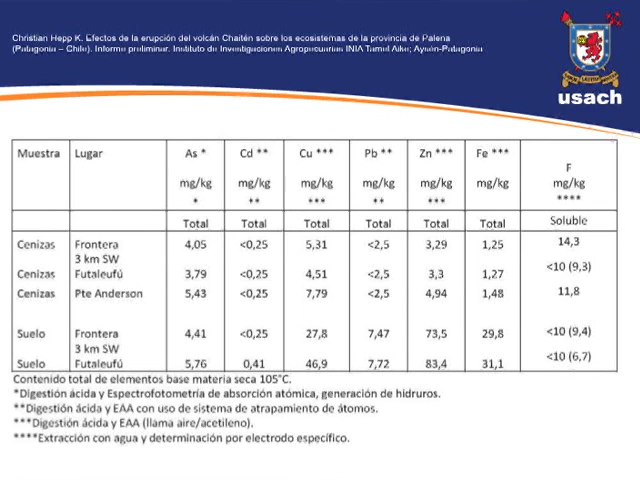 Christian Hepp K. Efectos de la erupción del volcán Chaitén sobre los ecosistemas de la provincia de Palena
(Patagonia – Chile). Informe preliminar. Instituto de Investigaciones Agropecuarias INIA Tamel Aike; Aysén-Patagonia
usach
Muestra Lugar As * Cd ** Cu *** Pb ** Zn *** Fe *** F
mg/kg mg/kg mg/kg mg/kg mg/kg mg/kg mg/kg
* ** *** ** *** ****
Total Total Total Total Total Total Soluble
Cenizas Frontera 4,05 <0,25 5,31 <2,5 3,29 1,25 14,3
3 km SW
Cenizas Futaleufú 3,79 <0,25 4,51 <2,5 3,3 1,27 <10 (9,3)
Cenizas Pte Anderson 5,43 <0,25 7,79 <2,5 4,94 1,48 11,8
Suelo Frontera 4,41 <0,25 27,8 7,47 73,5 29,8 <10 (9,4)
3 km SW
Suelo Futaleufú 5,76 0,41 46,9 7,72 83,4 31,1 <10 (6,7)
Contenido total de elementos base materia seca 105°C.
*Digestión ácida y Espectrofotometría de absorción atómica, generación de hidruros.
**Digestión ácida y EAA con uso de sistema de atrapamiento de átomos.
***Digestión ácida y EAA (llama aire/acetileno).
****Extracción con agua y determinación por electrodo específico.